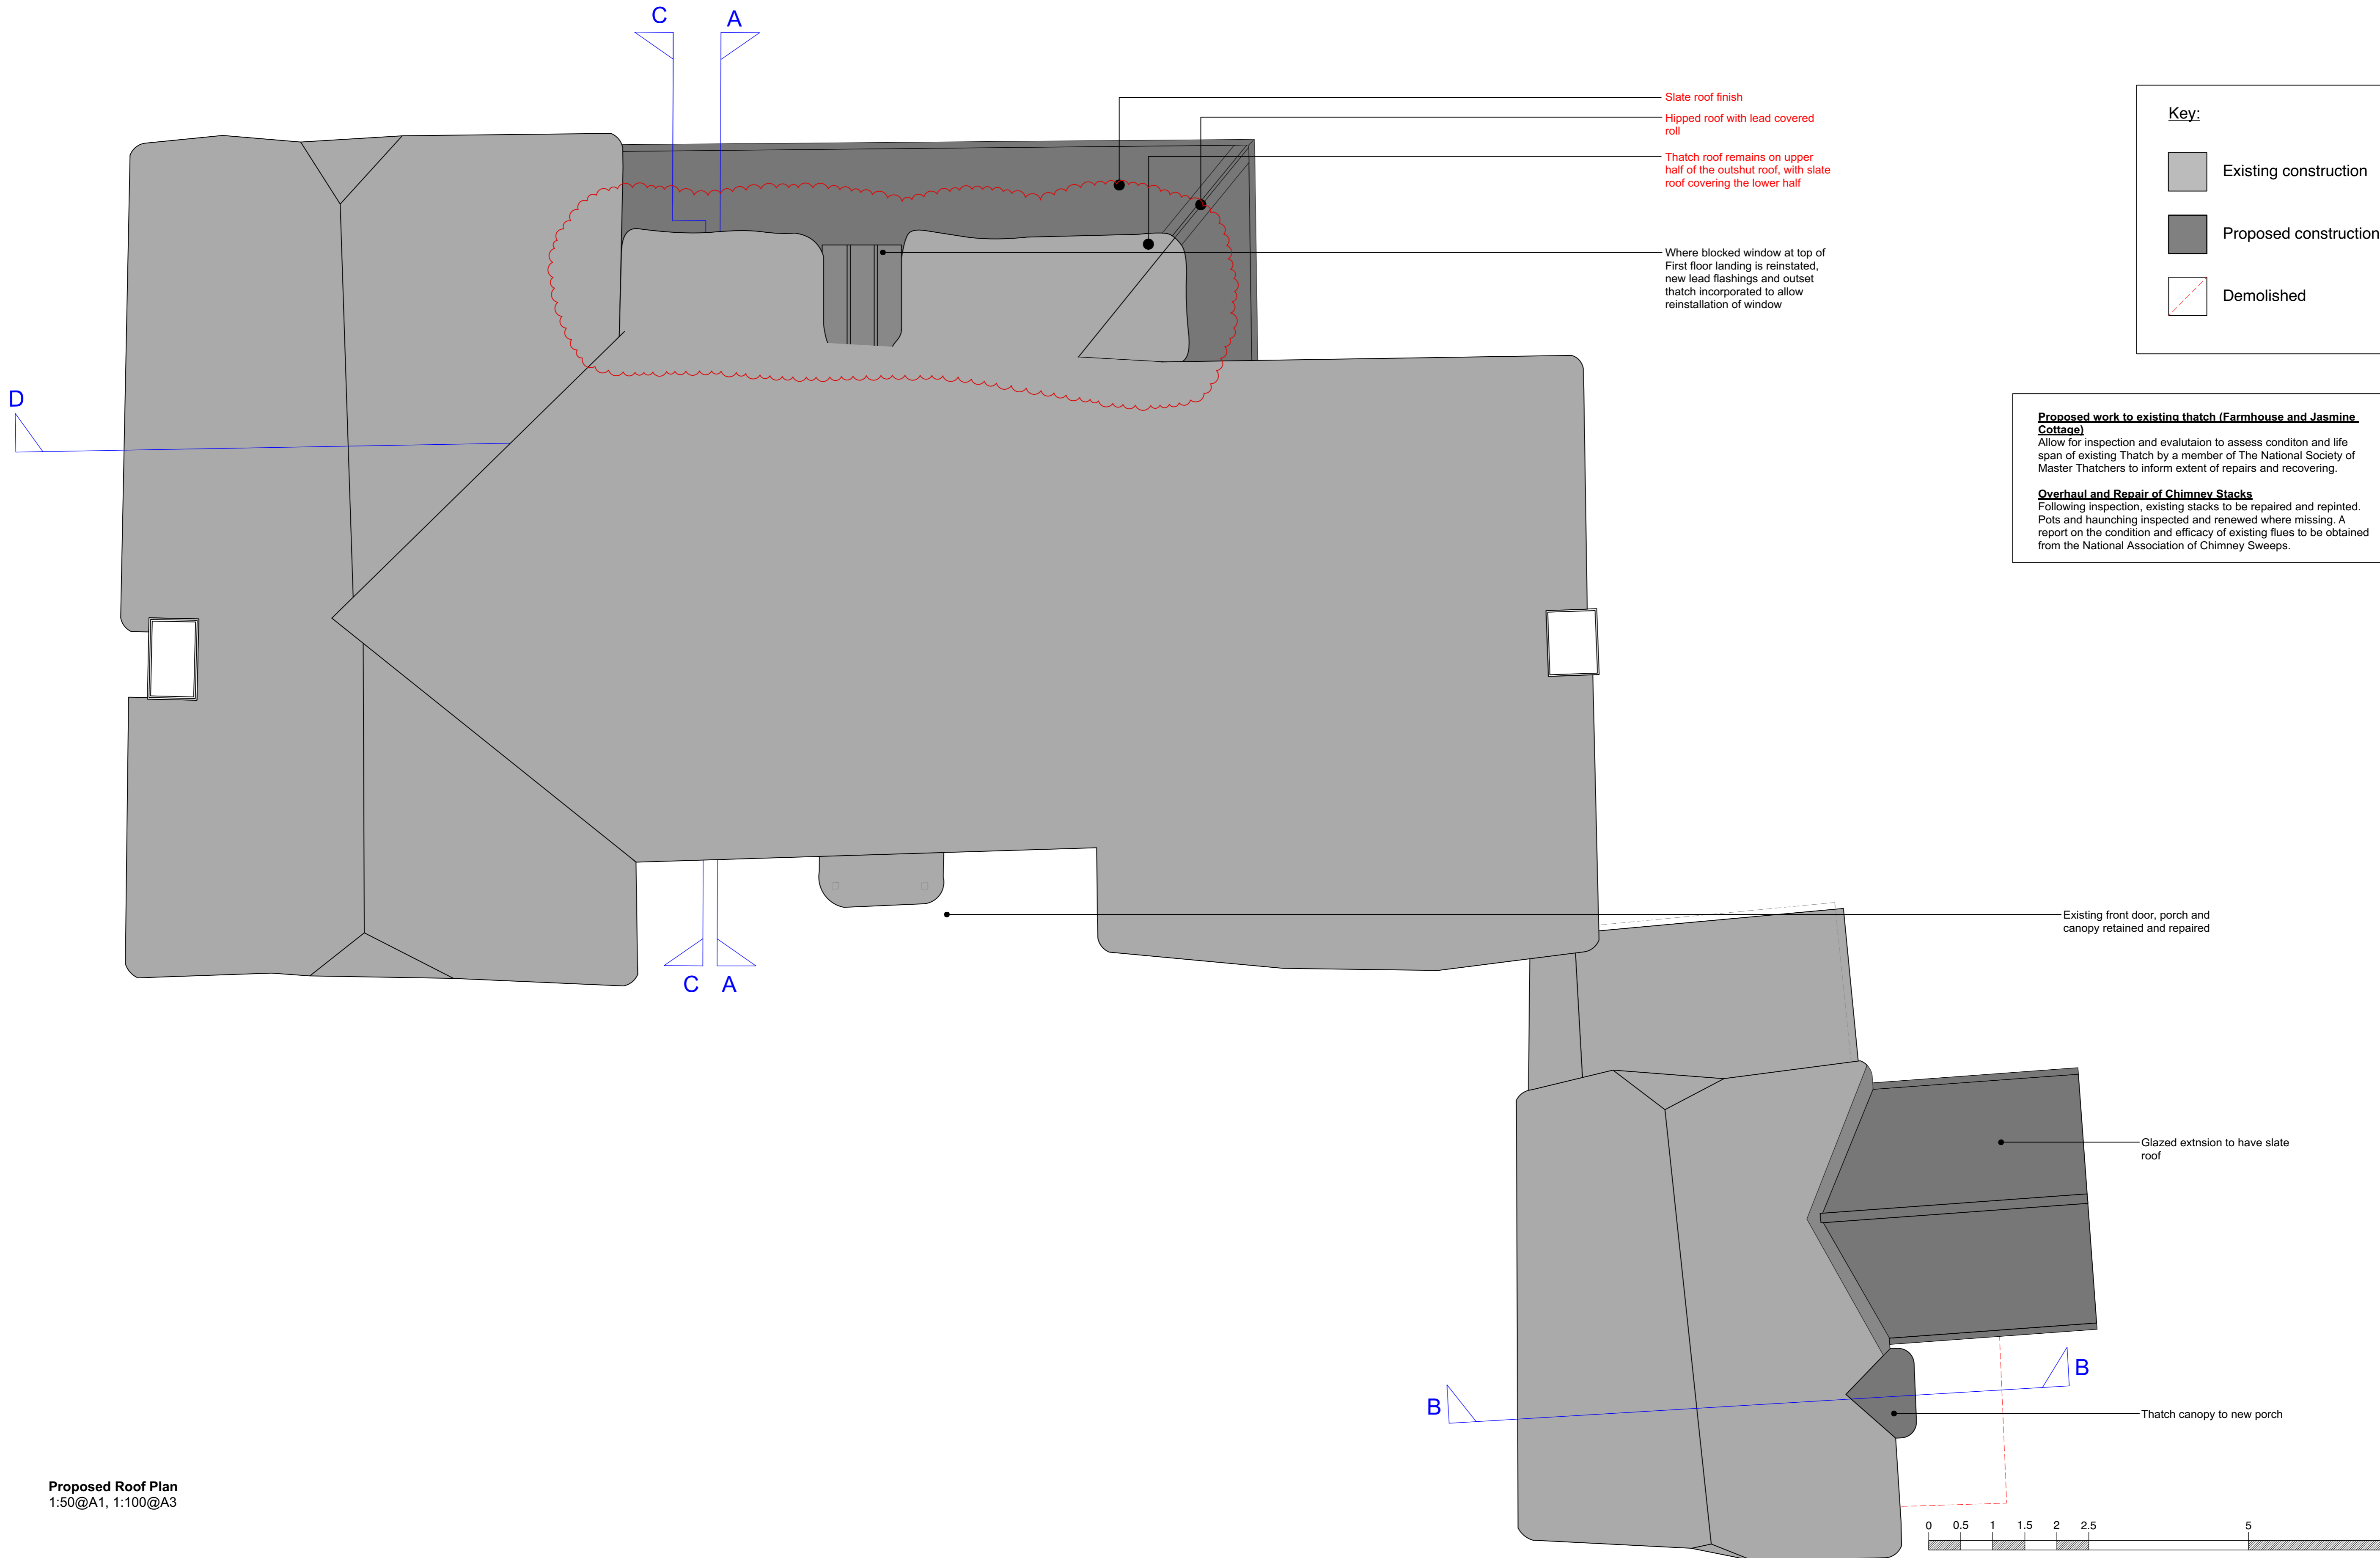 C
A
Slate roof finish
Hipped roof with lead covered
roll
Thatch roof remains on upper
half of the outshut roof, with slate
roof covering the lower half
Where blocked window at top of
First floor landing is reinstated,
new lead flashings and outset
thatch incorporated to allow
reinstallation of window
Key:
Existing construction
Proposed construction
Demolished
D
Proposed work to existing thatch (Farmhouse and Jasmine
Cottage)
Allow for inspection and evalutaion to assess conditon and life
span of existing Thatch by a member of The National Society of
Master Thatchers to inform extent of repairs and recovering.
Overhaul and Repair of Chimney Stacks
Following inspection, existing stacks to be repaired and repinted.
Pots and haunching inspected and renewed where missing. A
report on the condition and efficacy of existing flues to be obtained
from the National Association of Chimney Sweeps.
Existing front door, porch and
canopy retained and repaired
C
A
Glazed extnsion to have slate
roof
B
B
Thatch canopy to new porch
Proposed Roof Plan
1:50@A1, 1:100@A3
0 0.5 1 1.5 2 2.5 5